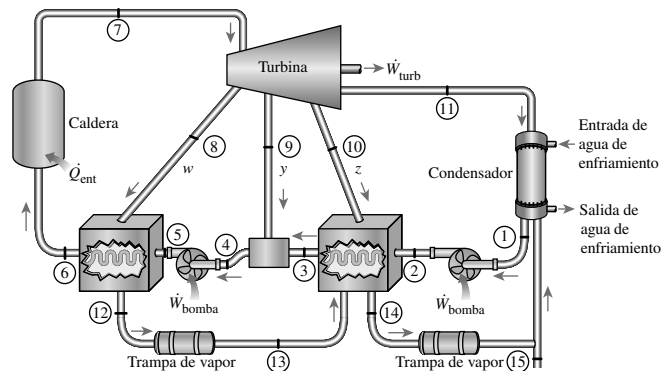 7
Turbina
Ẇturb
11
Caldera
8
9
10
Entrada de
agua de
enfriamiento
w
y
z
Condensador
Q̇ent
Salida de
agua de
enfriamiento
5
4
1
6
3
2
Ẇbomba
Ẇbomba
12
14
Trampa de vapor
13
Trampa de vapor
15